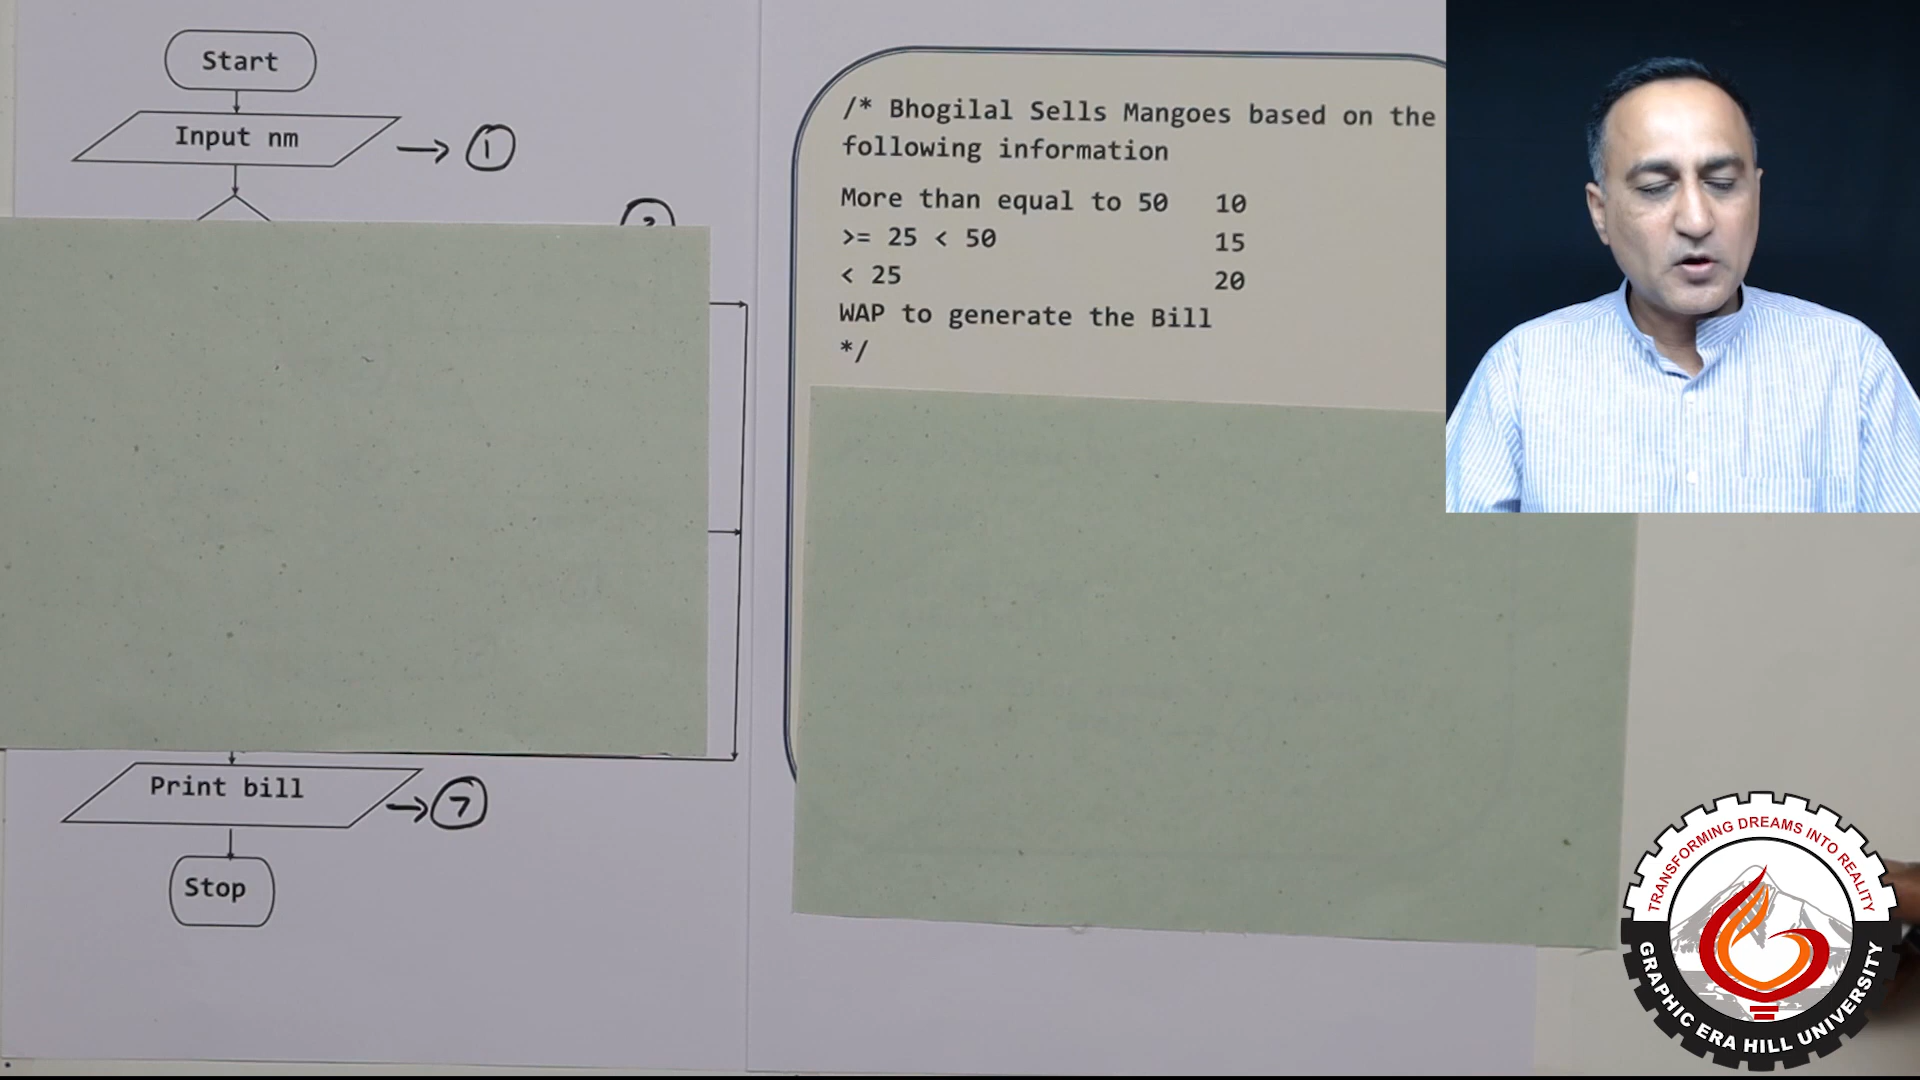 Start
Input nm
1
Print bill
7
Stop
/* Bhogilal Sells Mangoes based on the
following information
More than equal to 50 10
>= 25 < 50 15
< 25 20
WAP to generate the Bill
*/
TRANSFORMING DREAMS INTO REALITY
GRAPHIC ERA HILL UNIVERSITY